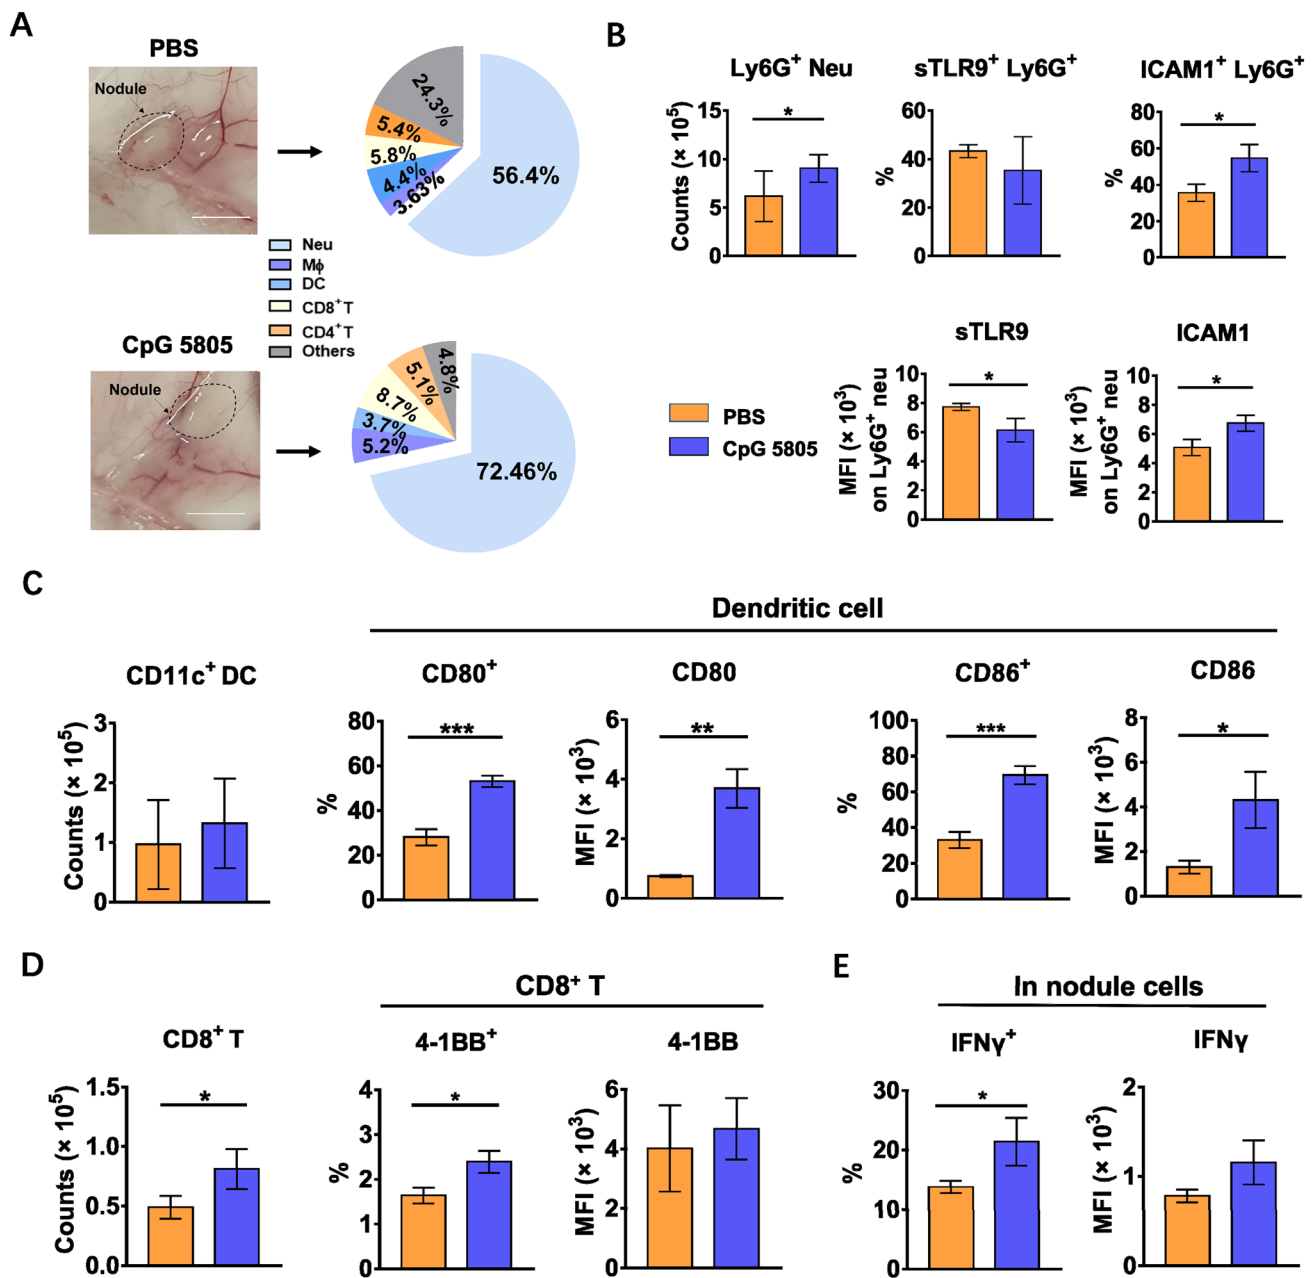 A
PBS
Nodule
24.3%
5.4%
5.8%
4.4%
3.63%
56.4%
Neu
Mϕ
DC
CD8⁺T
CD4⁺T
Others
CpG 5805
Nodule
4.8%
5.1%
8.7%
3.7%
5.2%
72.46%
B
Ly6G⁺ Neu
Counts (× 10⁵)
15
10
5
0
*
sTLR9⁺ Ly6G⁺
%
60
40
20
0
ICAM1⁺ Ly6G⁺
%
80
60
40
20
0
*
PBS
CpG 5805
sTLR9
MFI (× 10³)
on Ly6G⁺ neu
10
8
6
4
2
0
*
ICAM1
MFI (× 10³)
on Ly6G⁺ neu
10
8
6
4
2
0
*
C
Dendritic cell
CD11c⁺ DC
Counts (× 10⁵)
3
2
1
0
CD80⁺
%
80
60
40
20
0
***
CD80
MFI (× 10³)
6
4
2
0
**
CD86⁺
%
100
80
60
40
20
0
***
CD86
MFI (× 10³)
8
6
4
2
0
*
D
CD8⁺ T
CD8⁺ T
Counts (× 10⁵)
1.5
1.0
0.5
0.0
*
4-1BB⁺
%
4
3
2
1
0
*
4-1BB
MFI (× 10³)
6
4
2
0
E
In nodule cells
IFNγ⁺
%
30
20
10
0
*
IFNγ
MFI (× 10³)
2
1
0